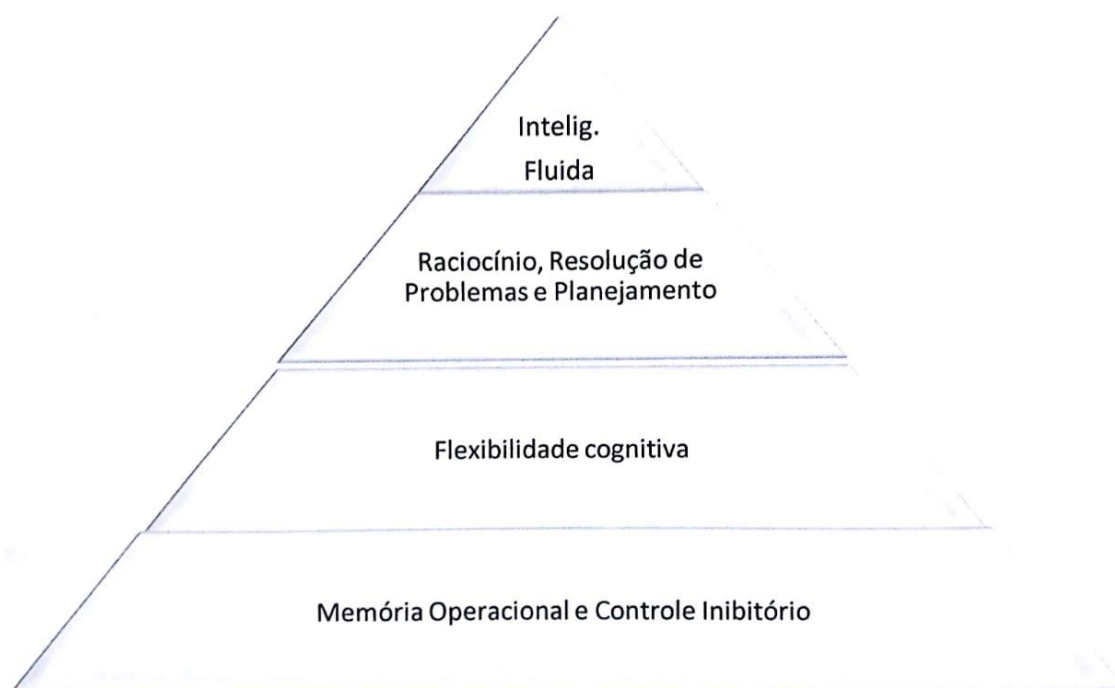 Intelig.
Fluida
Raciocínio, Resolução de
Problemas e Planejamento
Flexibilidade cognitiva
Memória Operacional e Controle Inibitório